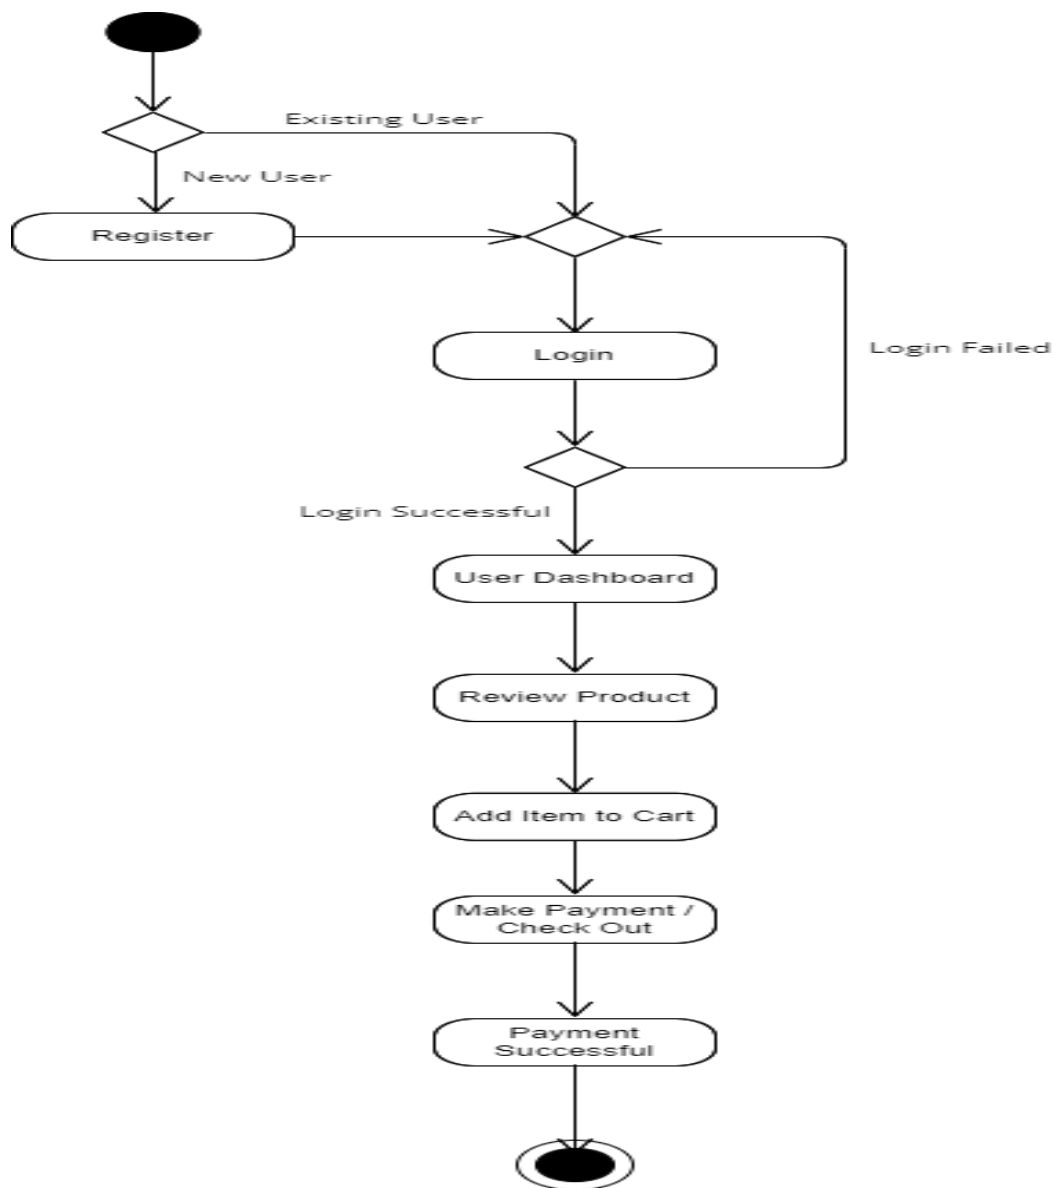 Existing User
New User
Register
Login
Login Failed
Login Successful
User Dashboard
Review Product
Add Item to Cart
Make Payment /
Check Out
Payment
Successful